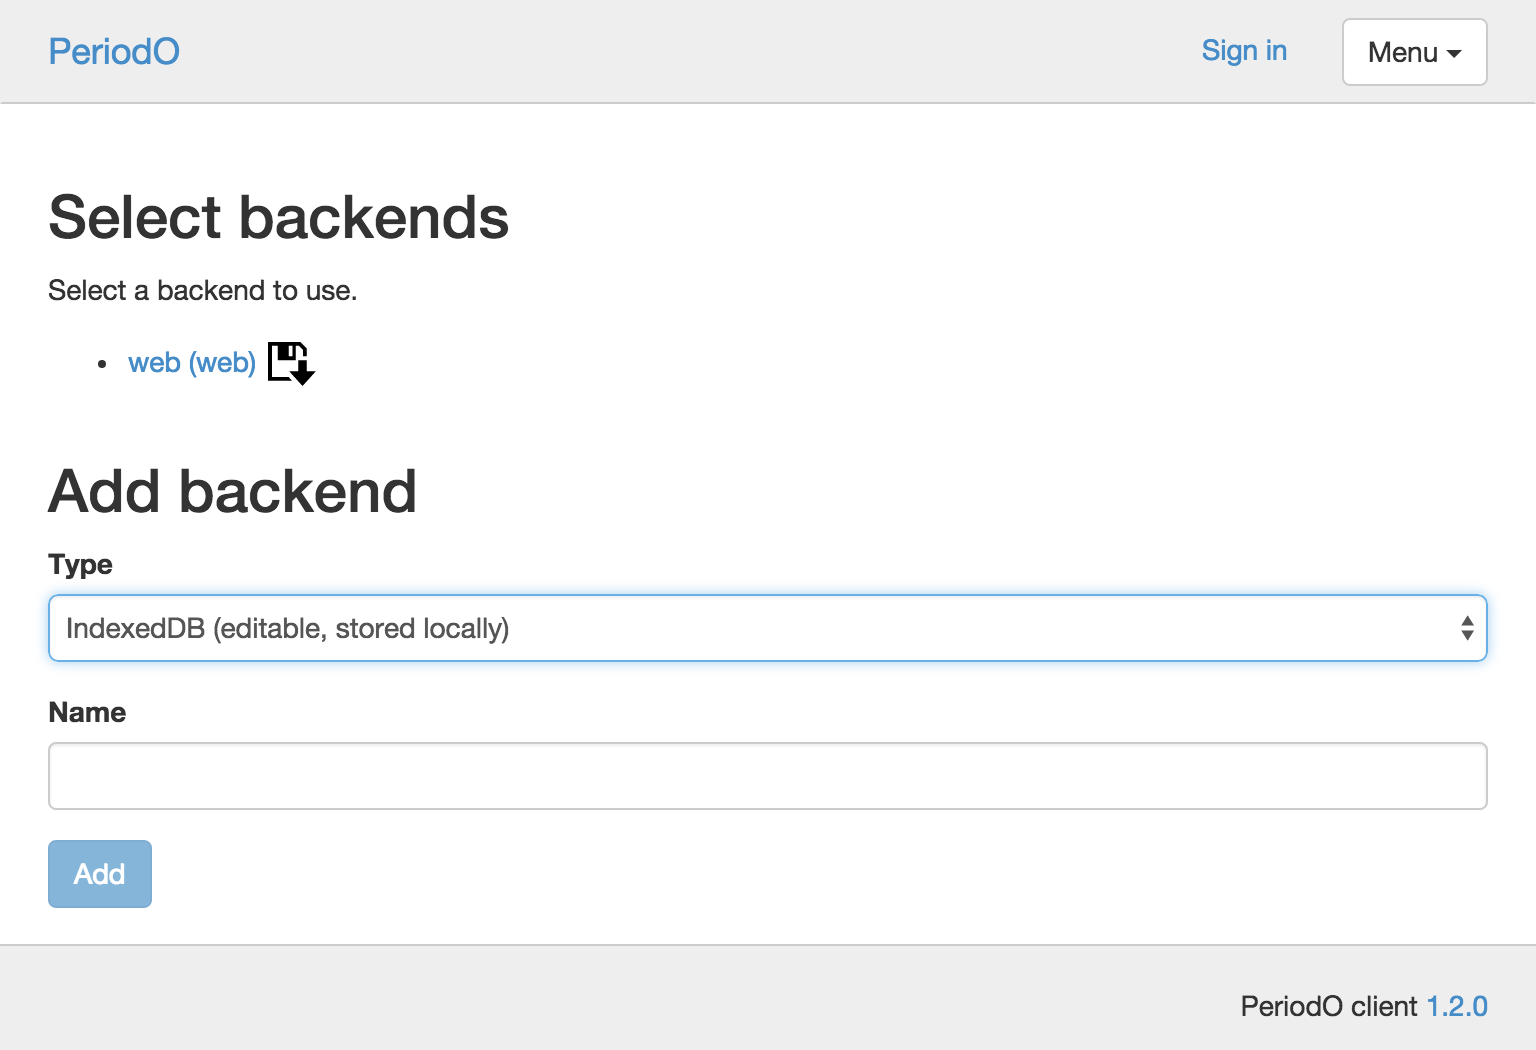 PeriodO
Sign in
Menu
Select backends
Select a backend to use.
web (web)
Add backend
Type
IndexedDB (editable, stored locally)
Name
Add
PeriodO client 1.2.0